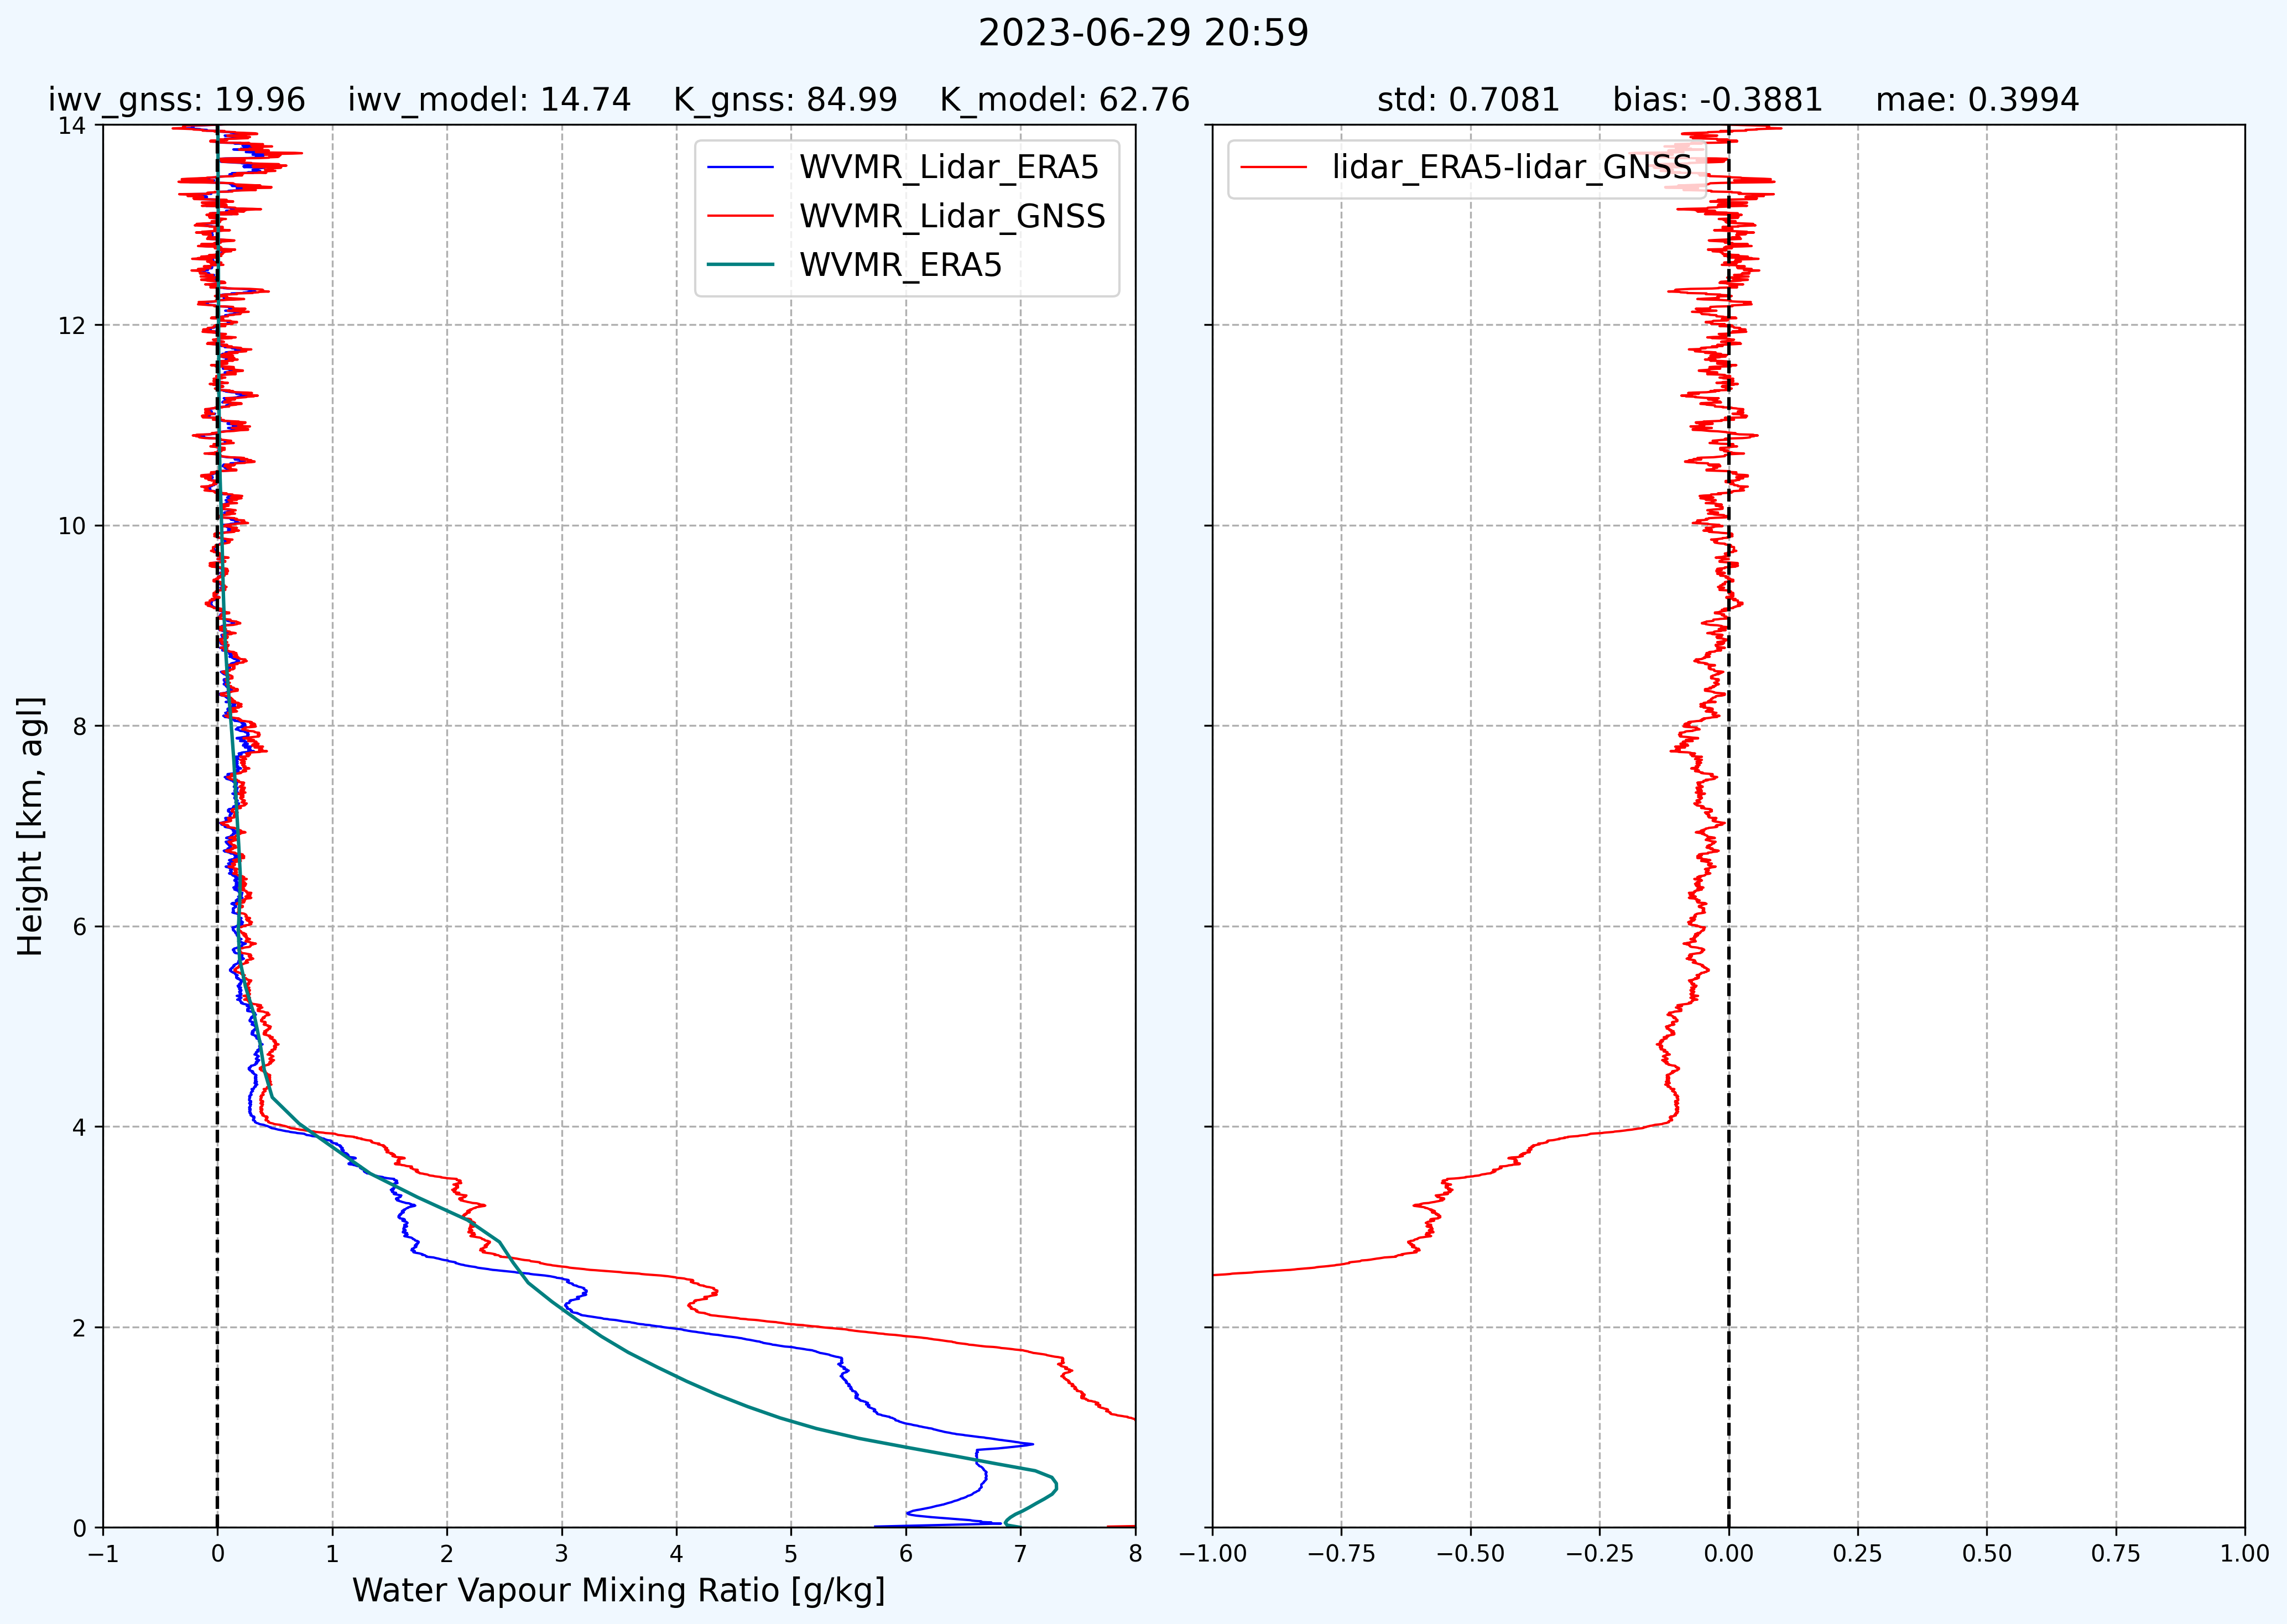 2023-06-29 20:59
iwv_gnss: 19.96 iwv_model: 14.74 K_gnss: 84.99 K_model: 62.76
std: 0.7081 bias: -0.3881 mae: 0.3994
WVMR_Lidar_ERA5
WVMR_Lidar_GNSS
WVMR_ERA5
lidar_ERA5-lidar_GNSS
Height [km, agl]
14
12
10
8
6
4
2
0
−1 0 1 2 3 4 5 6 7 8
Water Vapour Mixing Ratio [g/kg]
−1.00 −0.75 −0.50 −0.25 0.00 0.25 0.50 0.75 1.00